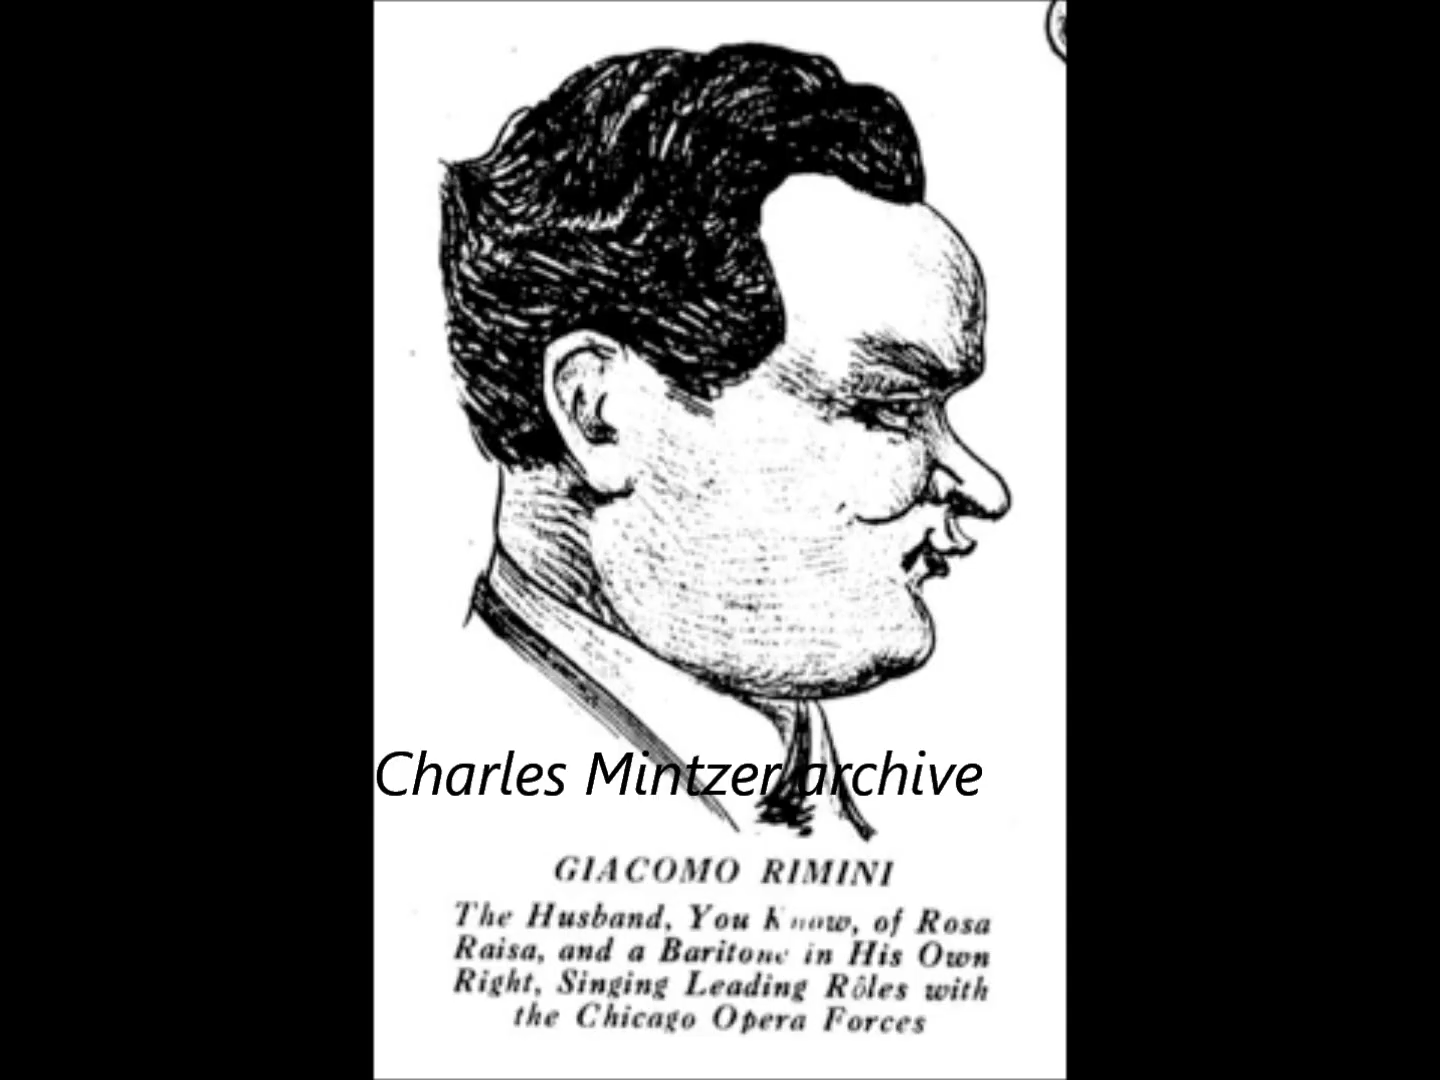 Charles Mintzer archive
GIACOMO RIMINI
The Husband, You Know, of Rosa
Raisa, and a Baritone in His Own
Right, Singing Leading Rôles with
the Chicago Opera Forces